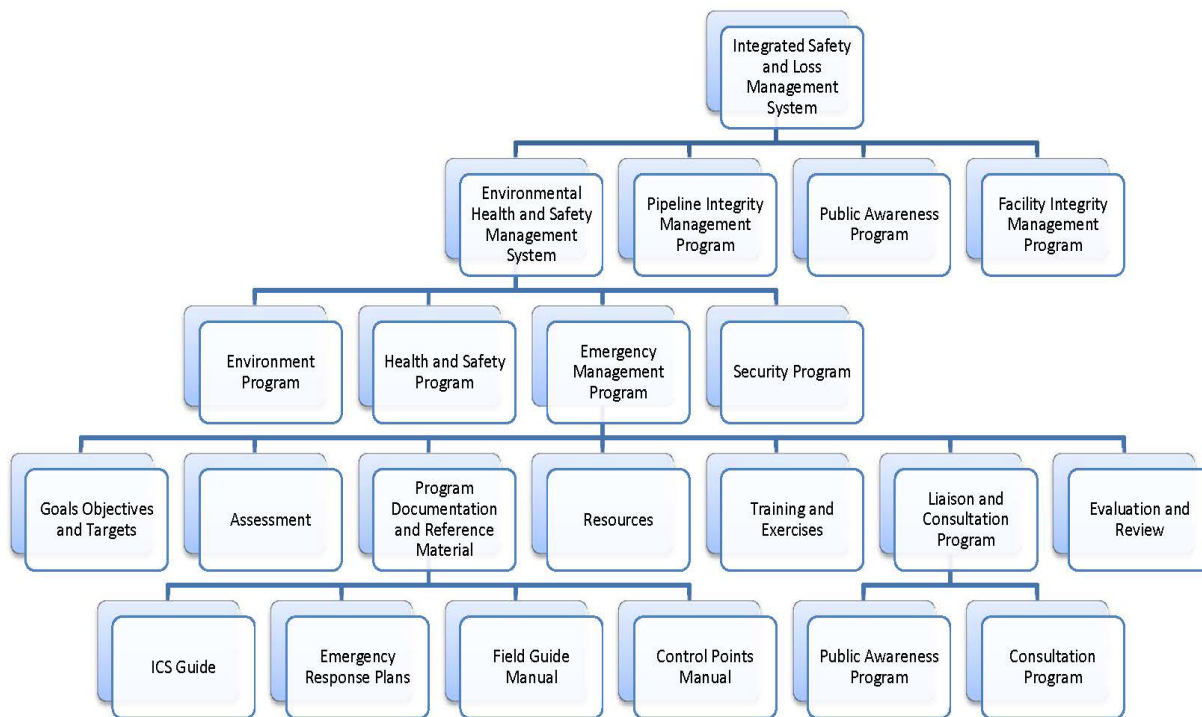 Integrated Safety
and Loss
Management
System
Environmental
Health and Safety
Management
System
Pipeline Integrity
Management
Program
Public Awareness
Program
Facility Integrity
Management
Program
Environment
Program
Health and Safety
Program
Emergency
Management
Program
Security Program
Goals Objectives
and Targets
Assessment
Program
Documentation
and Reference
Material
Resources
Training and
Exercises
Liaison and
Consultation
Program
Evaluation and
Review
ICS Guide
Emergency
Response Plans
Field Guide
Manual
Control Points
Manual
Public Awareness
Program
Consultation
Program